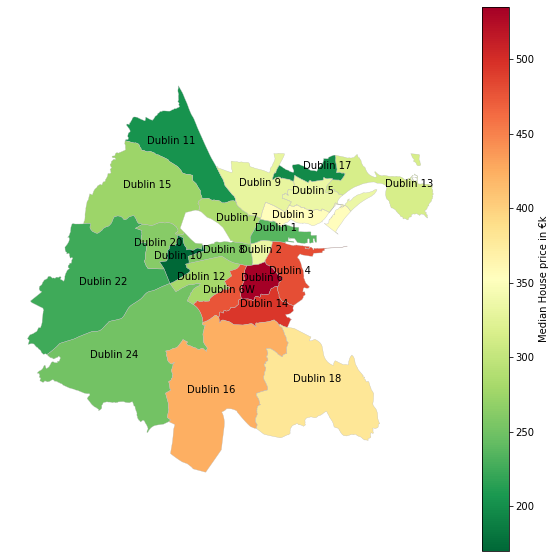 Dublin 11
Dublin 17
Dublin 15
Dublin 9
Dublin 13
Dublin 5
Dublin 3
Dublin 7
Dublin 1
Dublin 20
Dublin 8
Dublin 2
Dublin 10
Dublin 4
Dublin 22
Dublin 12
Dublin 6
Dublin 6W
Dublin 14
Dublin 24
Dublin 18
Dublin 16
500
450
400
350
300
250
200
Median House price in €k